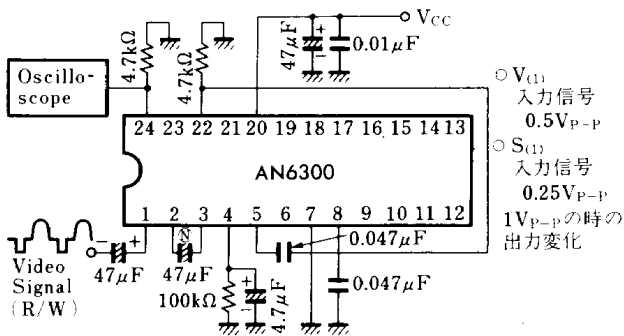 VCC
47μF
+
-
0.01μF
4.7kΩ
4.7kΩ
Oscillo-
scope
24 23 22 21 20 19 18 17 16 15 14 13
AN6300
1 2 3 4 5 6 7 8 9 10 11 12
○ V(1)
入力信号
0.5VP-P
○ S(1)
入力信号
0.25VP-P
1VP-Pの時の
出力変化
- +
N
Video
Signal
(R/W)
47μF
47μF
100kΩ
+
-
4.7μF
0.047μF
0.047μF